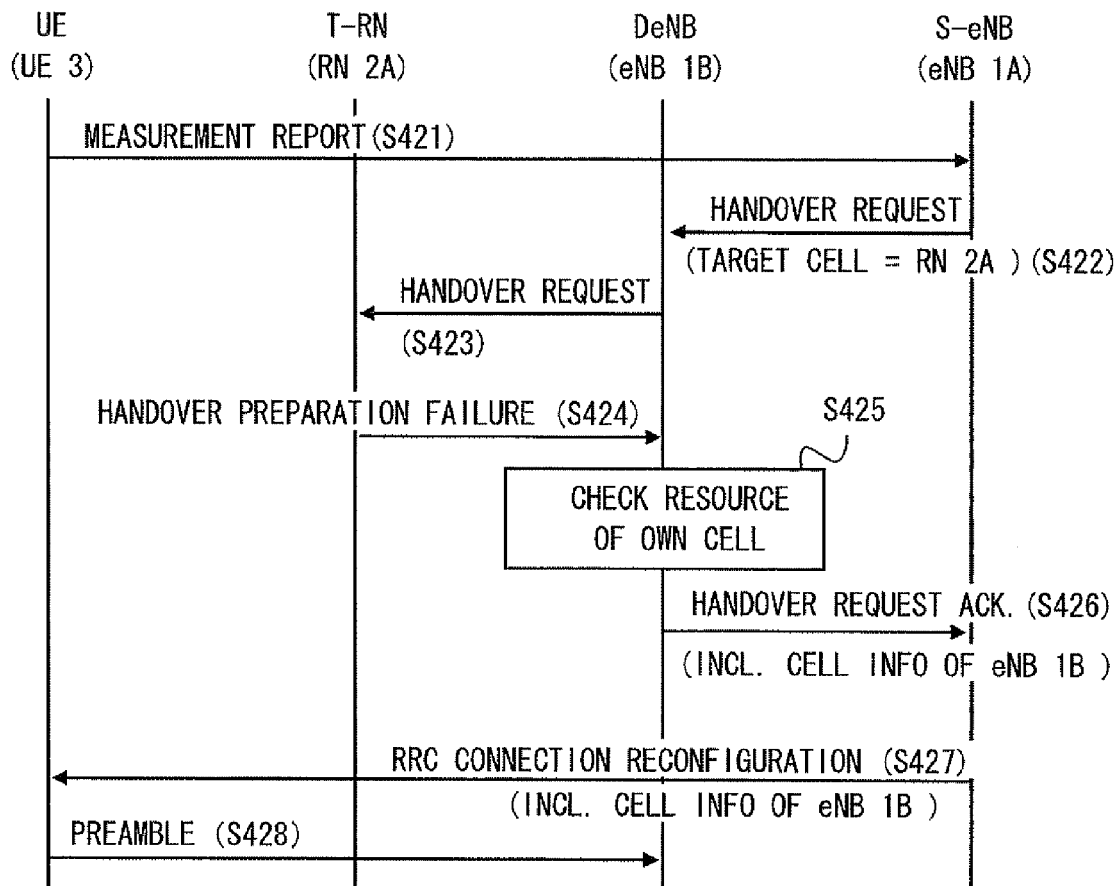 UE
(UE 3)
T-RN
(RN 2A)
DeNB
(eNB 1B)
S-eNB
(eNB 1A)
MEASUREMENT REPORT(S421)
HANDOVER REQUEST
(TARGET CELL = RN 2A )(S422)
HANDOVER REQUEST
(S423)
HANDOVER PREPARATION FAILURE (S424)
S425
CHECK RESOURCE
OF OWN CELL
HANDOVER REQUEST ACK. (S426)
(INCL. CELL INFO OF eNB 1B )
RRC CONNECTION RECONFIGURATION (S427)
(INCL. CELL INFO OF eNB 1B )
PREAMBLE (S428)